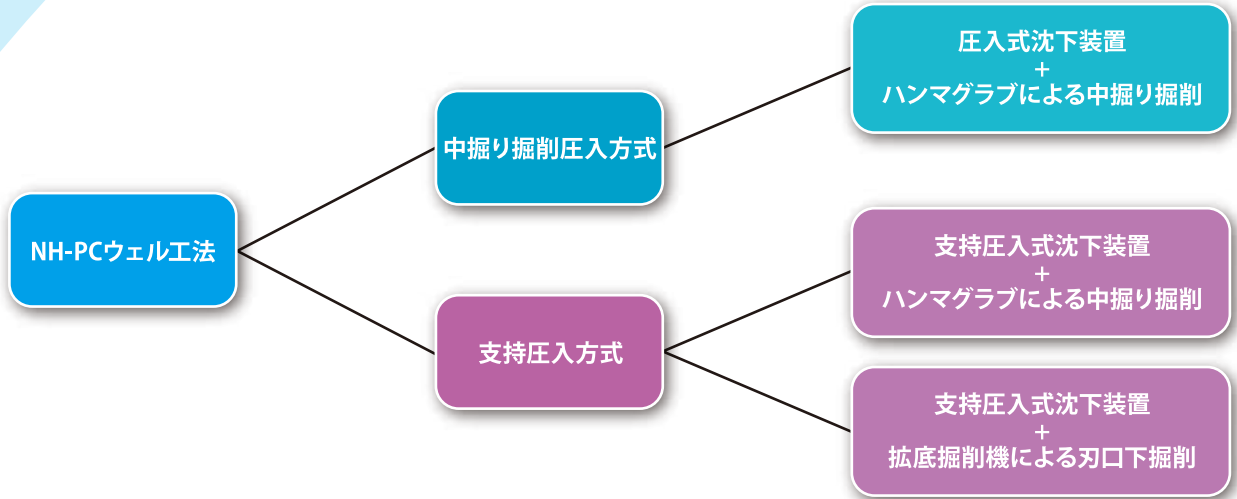 圧入式沈下装置
+
ハンマグラブによる中掘り掘削
中掘り掘削圧入方式
NH-PCウェル工法
支持圧入式沈下装置
+
ハンマグラブによる中掘り掘削
支持圧入方式
支持圧入式沈下装置
+
拡底掘削機による刃口下掘削